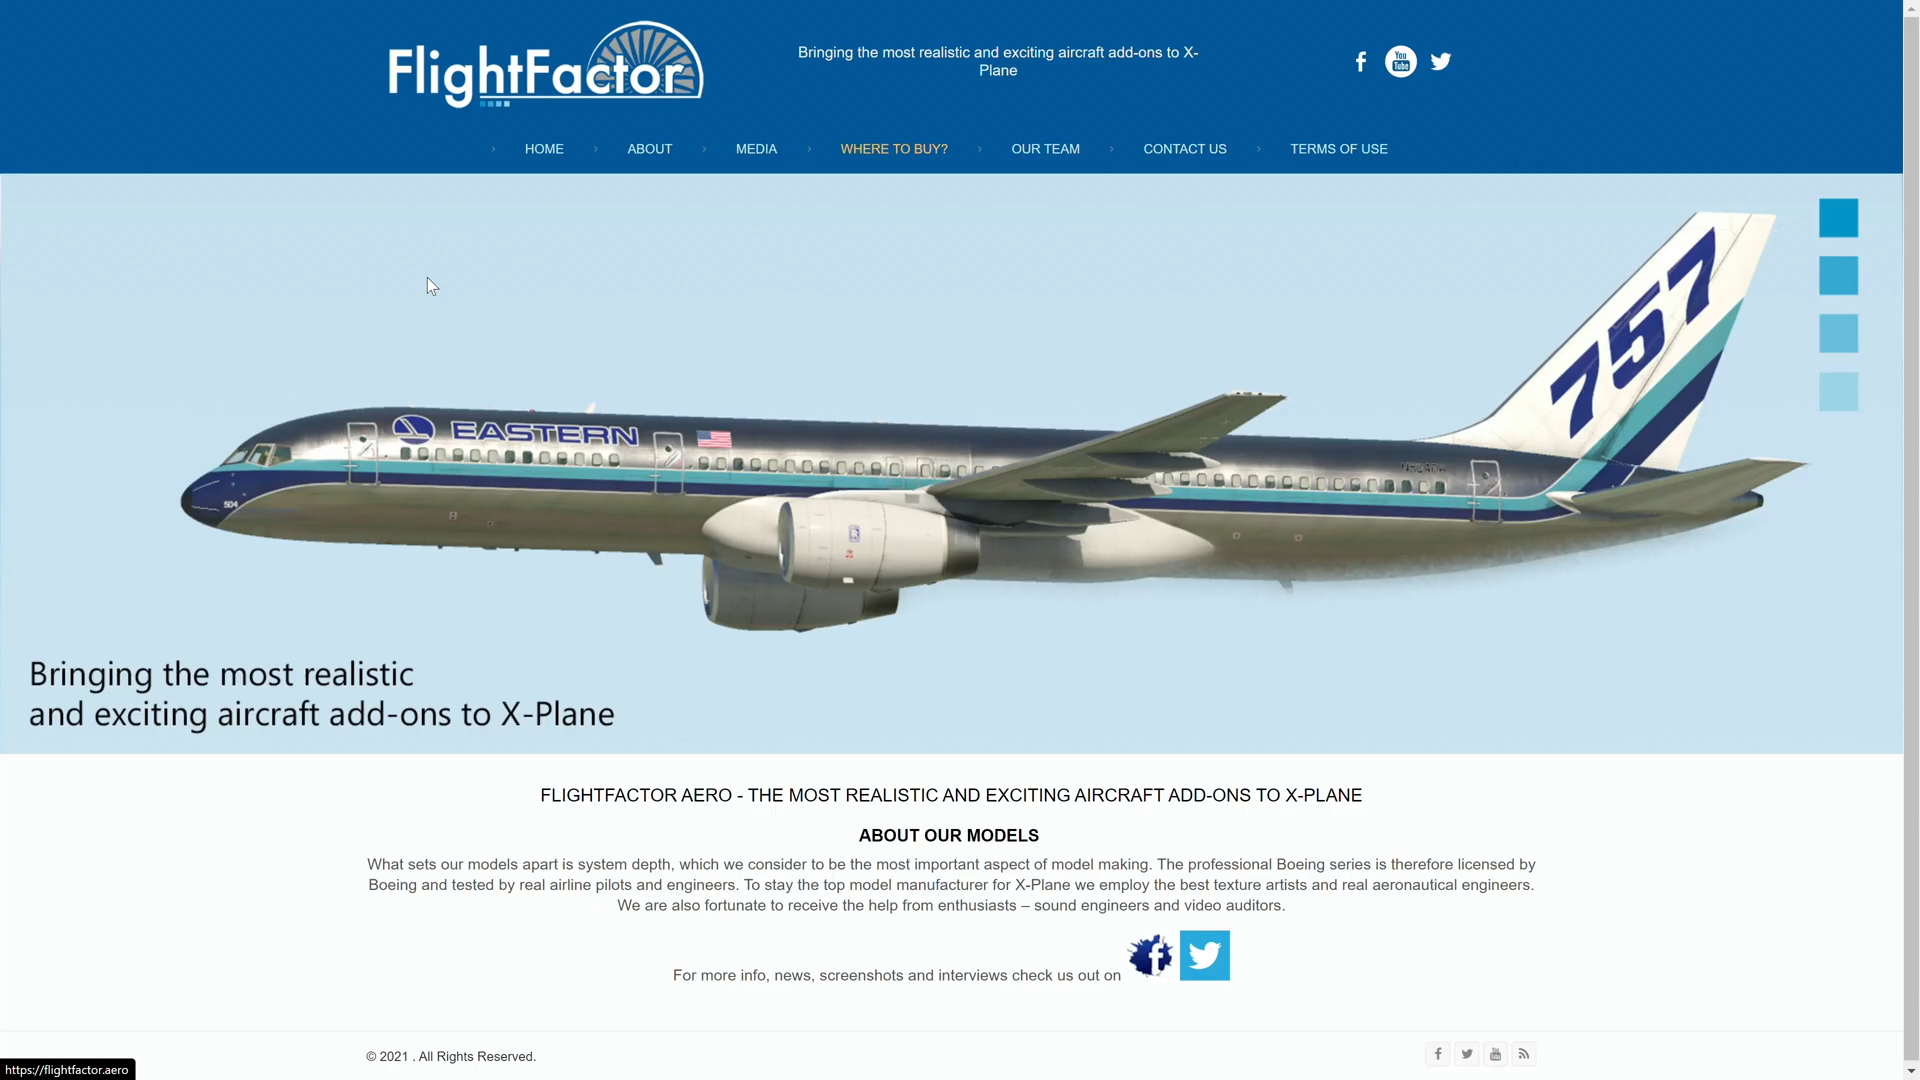 FlightFactor
Bringing the most realistic and exciting aircraft add-ons to X-
Plane
You
Tube
HOME
ABOUT
MEDIA
WHERE TO BUY?
OUR TEAM
CONTACT US
TERMS OF USE
757
EASTERN
504
Bringing the most realistic
and exciting aircraft add-ons to X-Plane
FLIGHTFACTOR AERO - THE MOST REALISTIC AND EXCITING AIRCRAFT ADD-ONS TO X-PLANE
ABOUT OUR MODELS
What sets our models apart is system depth, which we consider to be the most important aspect of model making. The professional Boeing series is therefore licensed by
Boeing and tested by real airline pilots and engineers. To stay the top model manufacturer for X-Plane we employ the best texture artists and real aeronautical engineers.
We are also fortunate to receive the help from enthusiasts – sound engineers and video auditors.
For more info, news, screenshots and interviews check us out on
© 2021 . All Rights Reserved.
https://flightfactor.aero